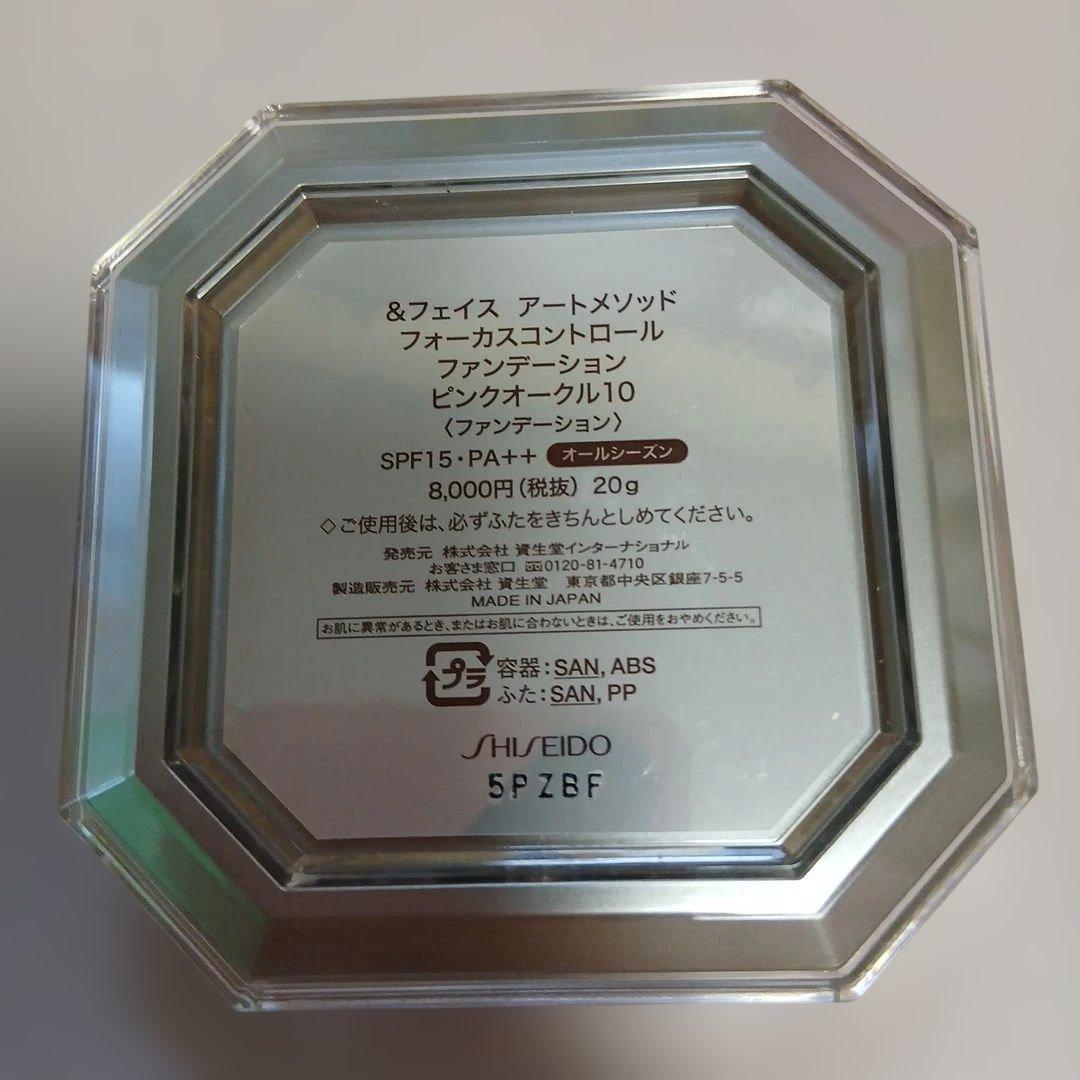 &フェイス アートメソッド
フォーカスコントロール
ファンデーション
ピンクオークル10
〈ファンデーション〉
SPF15・PA++ オールシーズン
8,000円(税抜) 20g
◇ご使用後は、必ずふたをきちんとしめてください。
発売元 株式会社 資生堂インターナショナル
お客さま窓口 0120-81-4710
製造販売元 株式会社 資生堂 東京都中央区銀座7-5-5
MADE IN JAPAN
お肌に異常があるとき、またはお肌に合わないときは、ご使用をおやめください。
プラ 容器:SAN, ABS
ふた:SAN, PP
SHISEIDO
5PZBF